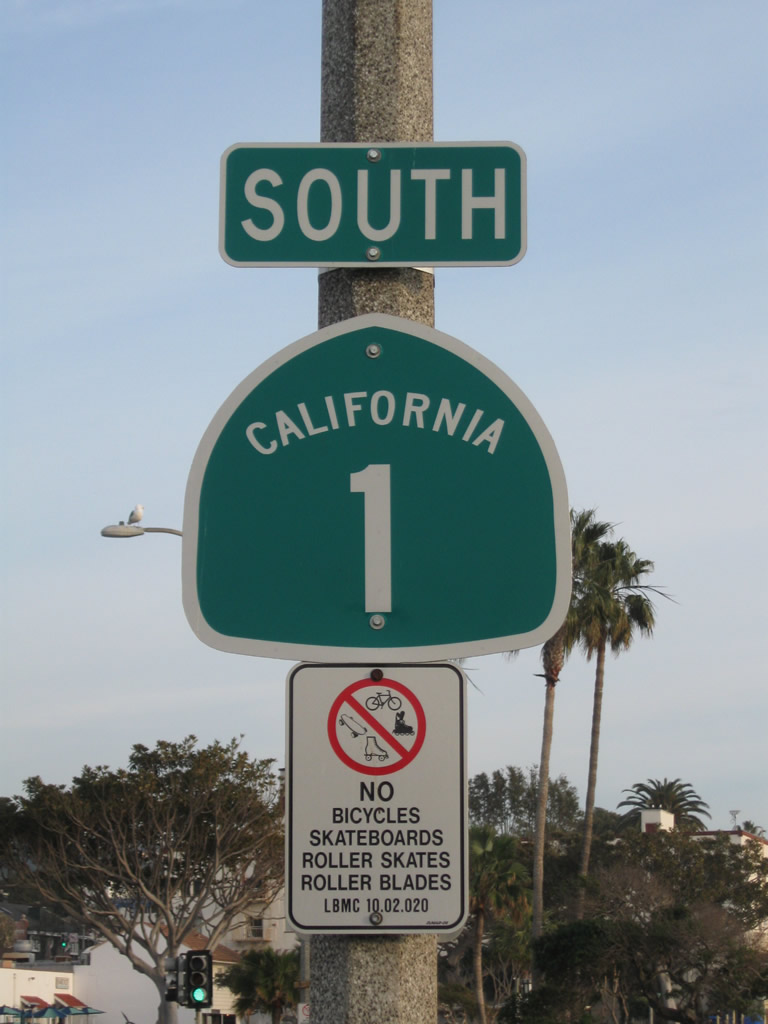 SOUTH
CALIFORNIA
1
NO
BICYCLES
SKATEBOARDS
ROLLER SKATES
ROLLER BLADES
LBMC 10.02.020